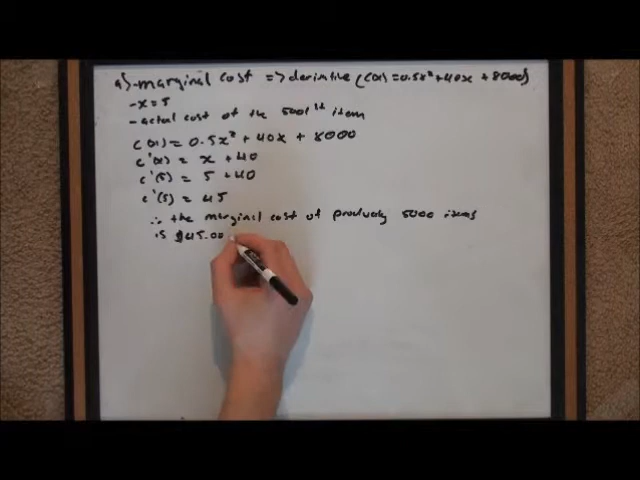 a) - marginal cost => derivitive (C(x) = 0.5x² + 40x + 8000)
- x = 5
- actual cost of the 5001st item
C(x) = 0.5x² + 40x + 8000
C'(x) = x + 40
C'(5) = 5 + 40
C'(5) = 45
∴ the marginal cost of producing 5000 items
is $45.00